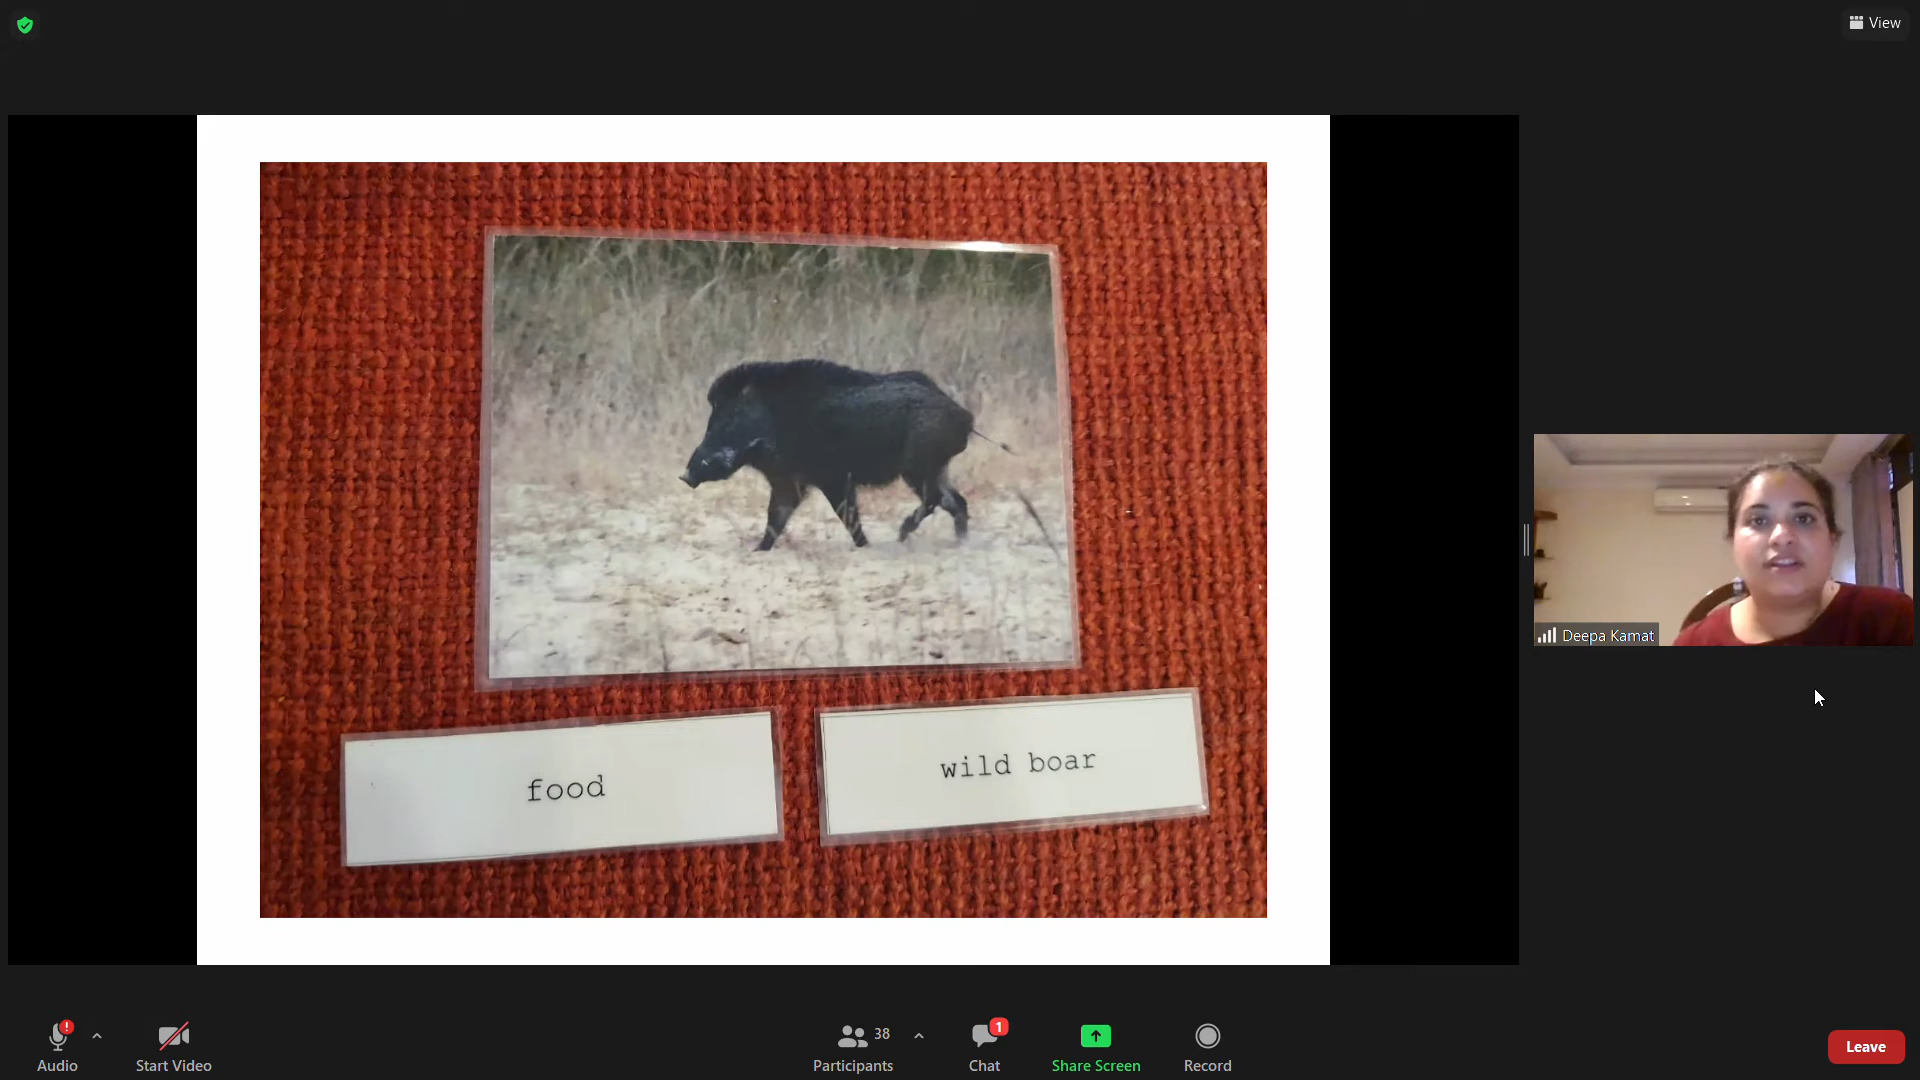 View
food
wild boar
Deepa Kamat
Audio
Start Video
38
Participants
1
Chat
Share Screen
Record
Leave